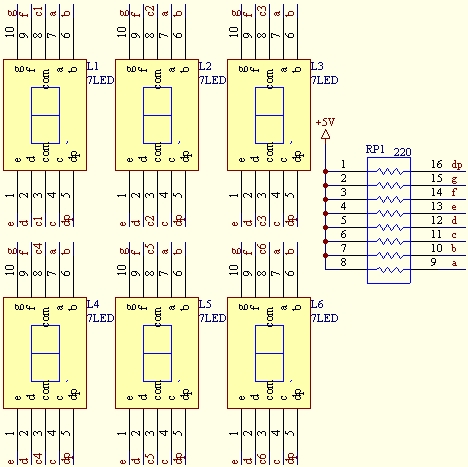 g f c1 a b
10 9 8 7 6
g f com a b
L1
7LED
e d com c dp
1 2 3 4 5
e d c1 c dp
g f c2 a b
10 9 8 7 6
g f com a b
L2
7LED
e d com c dp
1 2 3 4 5
e d c2 c dp
g f c3 a b
10 9 8 7 6
g f com a b
L3
7LED
e d com c dp
1 2 3 4 5
e d c3 c dp
+5V
RP1 220
1 16 dp
2 15 g
3 14 f
4 13 e
5 12 d
6 11 c
7 10 b
8 9 a
g f c4 a b
10 9 8 7 6
g f com a b
L4
7LED
e d com c dp
1 2 3 4 5
e d c4 c dp
g f c5 a b
10 9 8 7 6
g f com a b
L5
7LED
e d com c dp
1 2 3 4 5
e d c5 c dp
g f c6 a b
10 9 8 7 6
g f com a b
L6
7LED
e d com c dp
1 2 3 4 5
e d c6 c dp